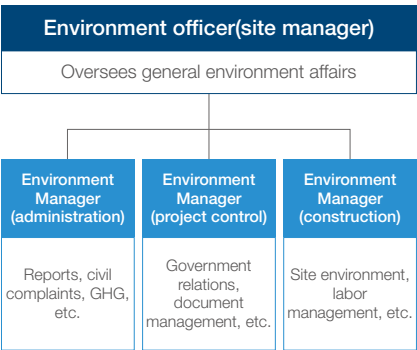 Environment officer(site manager)
Oversees general environment affairs
Environment
Manager
(administration)
Reports, civil
complaints, GHG,
etc.
Environment
Manager
(project control)
Government
relations,
document
management, etc.
Environment
Manager
(construction)
Site environment,
labor
management, etc.